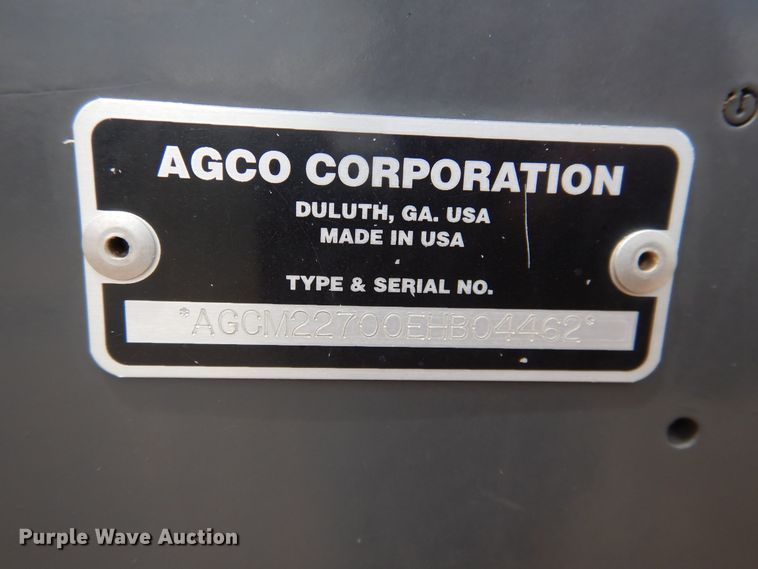 AGCO CORPORATION
DULUTH, GA. USA
MADE IN USA
TYPE & SERIAL NO.
*AGCM22700EHB04462*
Purple Wave Auction